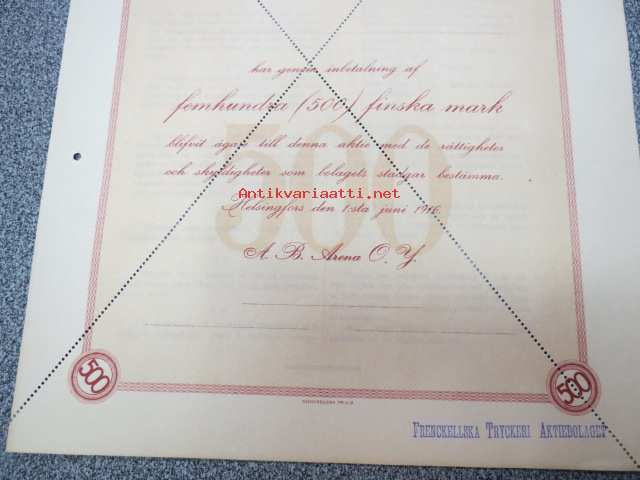 har genom inbetalning af
femhundra (500) finska mark
blifvit ägare till denna aktie med de rättigheter
och skyldigheter som bolagets stadgar bestämma.
Antikvariaatti.net
Helsingfors den 1:sta juni 1916.
500
A. B. Arena O. Y.
500
500
FRENCKELLSKA TRYCKERI AKTIEBOLAGET